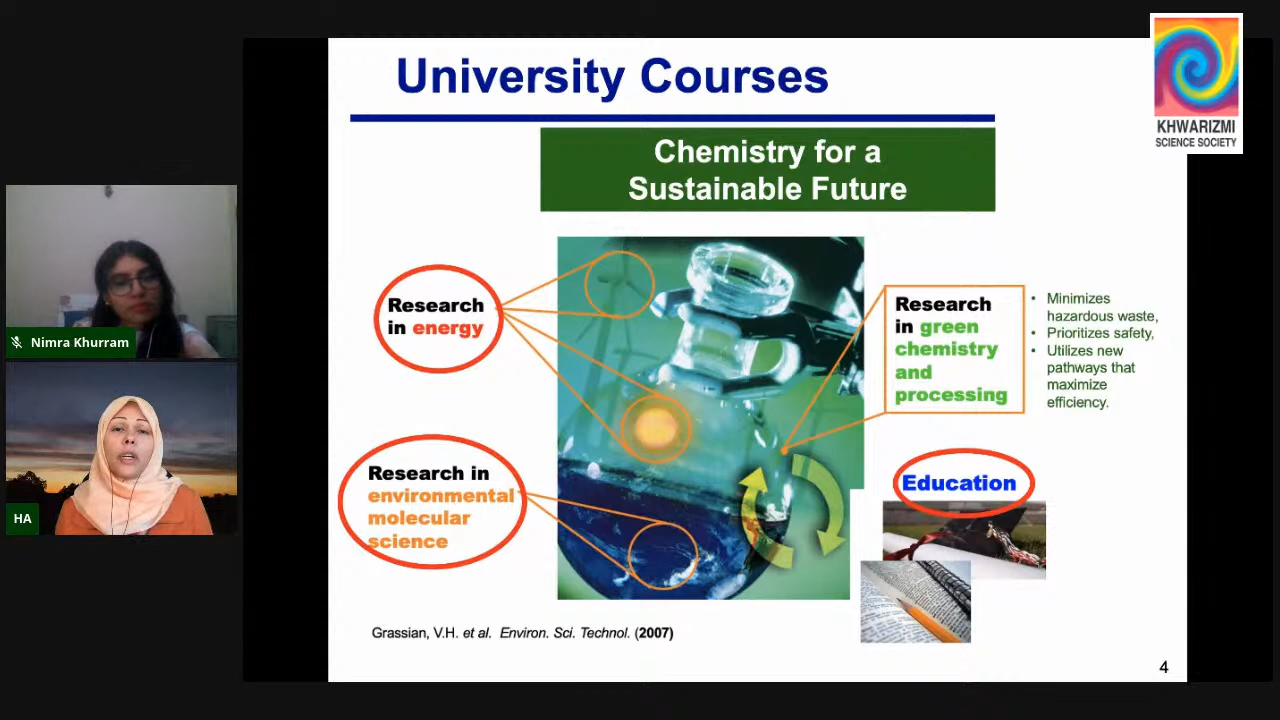 University Courses
KHWARIZMI
SCIENCE SOCIETY
Chemistry for a
Sustainable Future
Research
in energy
Research
in green
chemistry
and
processing
• Minimizes
hazardous waste,
• Prioritizes safety,
• Utilizes new
pathways that
maximize
efficiency.
Nimra Khurram
Research in
environmental
molecular
science
Education
HA
Grassian, V.H. et al. Environ. Sci. Technol. (2007)
4